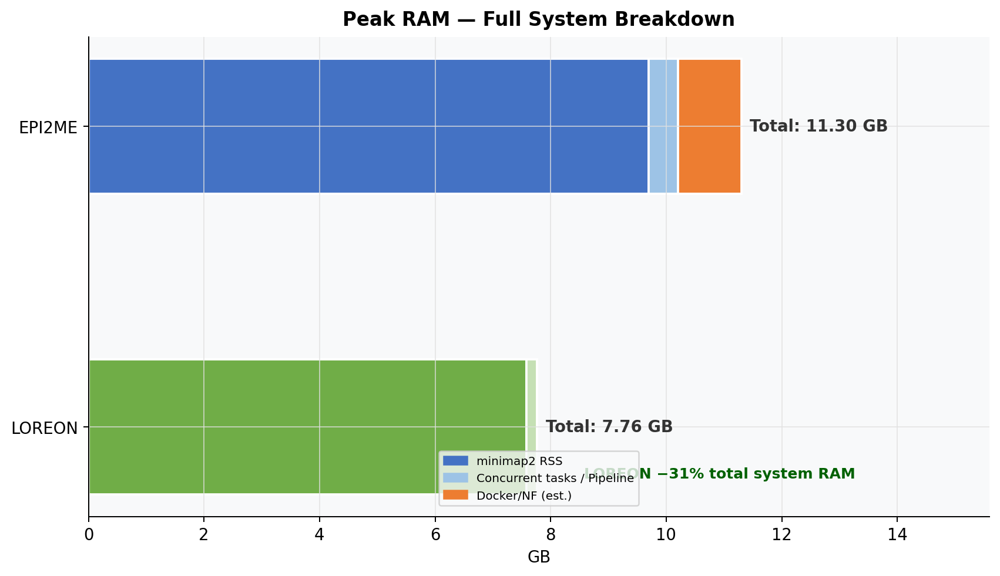 Peak RAM — Full System Breakdown
EPI2ME
Total: 11.30 GB
LOREON
Total: 7.76 GB
minimap2 RSS
Concurrent tasks / Pipeline
Docker/NF (est.)
LOREON −31% total system RAM
0 2 4 6 8 10 12 14
GB